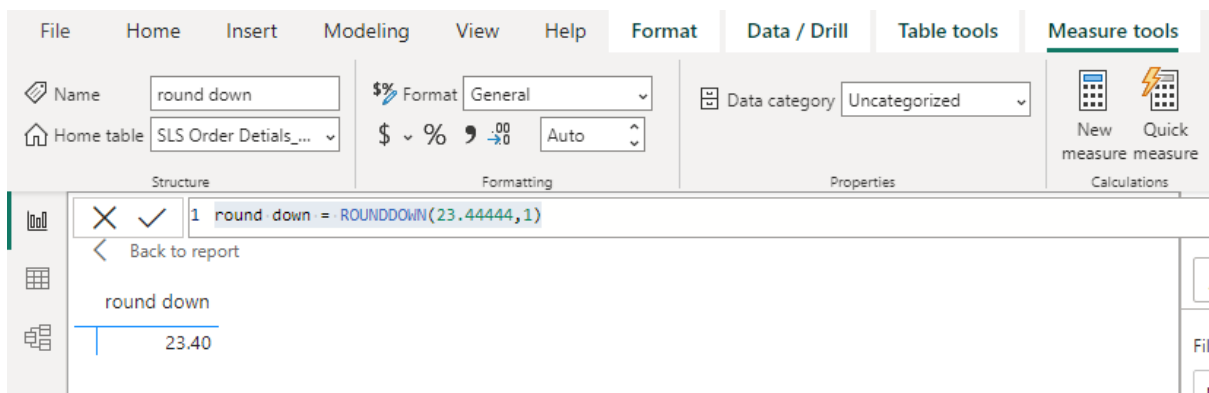 File Home Insert Modeling View Help Format Data / Drill Table tools Measure tools
Name round down
Home table SLS Order Detials_...
Structure
$% Format General
$ % 9 .00 →.0 Auto
Formatting
Data category Uncategorized
Properties
New measure
Quick measure
Calculations
1 round down = ROUNDDOWN(23.44444,1)
Back to report
round down
23.40
Fil